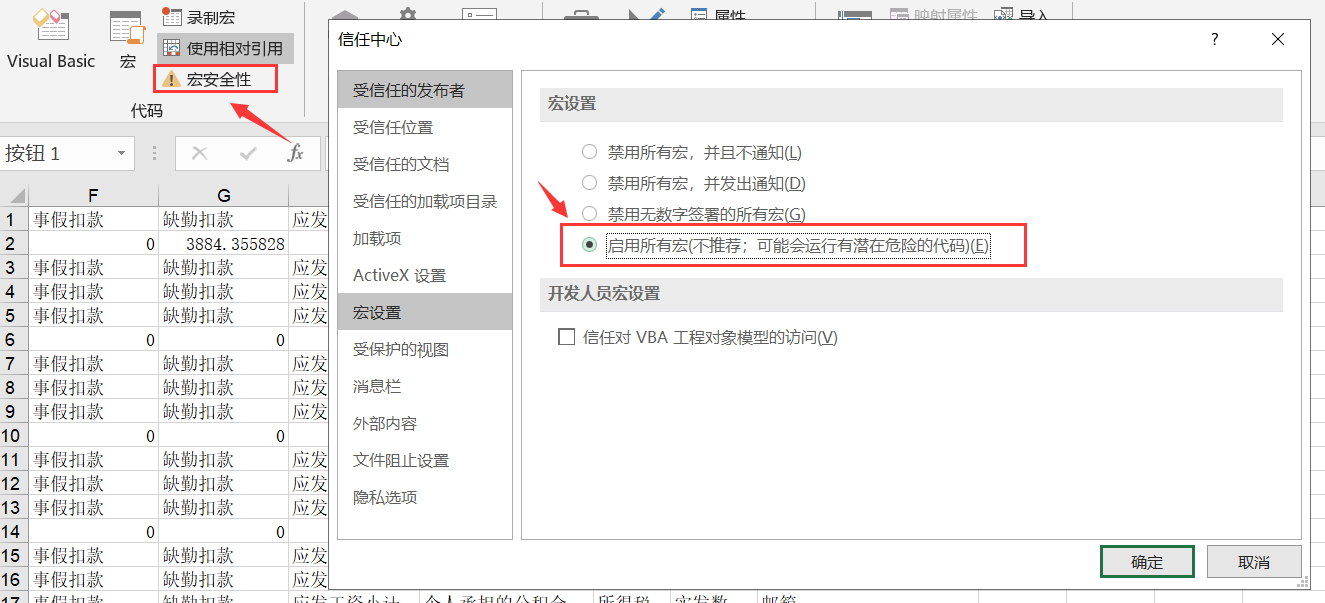 录制宏
属性
映射属性
导入
使用相对引用
Visual Basic
宏
宏安全性
代码
按钮 1
fx
F
G
1 事假扣款 缺勤扣款 应发
2 0 3884.355828
3 事假扣款 缺勤扣款 应发
4 事假扣款 缺勤扣款 应发
5 事假扣款 缺勤扣款 应发
6 0 0
7 事假扣款 缺勤扣款 应发
8 事假扣款 缺勤扣款 应发
9 事假扣款 缺勤扣款 应发
10 0 0
11 事假扣款 缺勤扣款 应发
12 事假扣款 缺勤扣款 应发
13 事假扣款 缺勤扣款 应发
14 0 0
15 事假扣款 缺勤扣款 应发
16 事假扣款 缺勤扣款 应发
17 事假扣款 缺勤扣款 应发工资小计 个人承担的公积金 所得税 实发数 邮箱
信任中心
?
受信任的发布者
受信任位置
受信任的文档
受信任的加载项目录
加载项
ActiveX 设置
宏设置
受保护的视图
消息栏
外部内容
文件阻止设置
隐私选项
宏设置
禁用所有宏，并且不通知(L)
禁用所有宏，并发出通知(D)
禁用无数字签署的所有宏(G)
启用所有宏(不推荐；可能会运行有潜在危险的代码)(E)
开发人员宏设置
信任对 VBA 工程对象模型的访问(V)
确定
取消